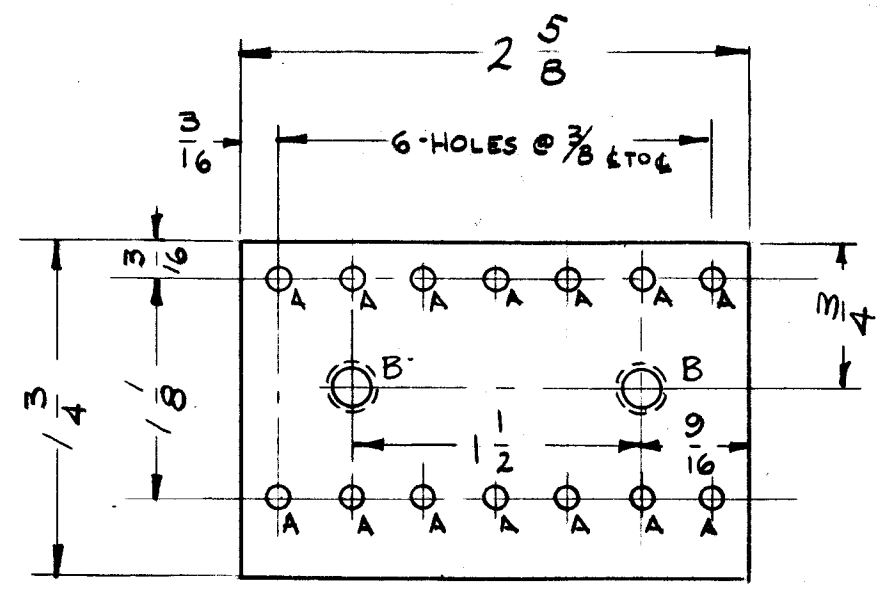 2 5/8
3/16
6-HOLES @ 3/8 ℄ TO ℄
3/16
A A A A A A A
3/4
B B
1 3/4
1 1/8
1 1/2
9/16
A A A A A A A